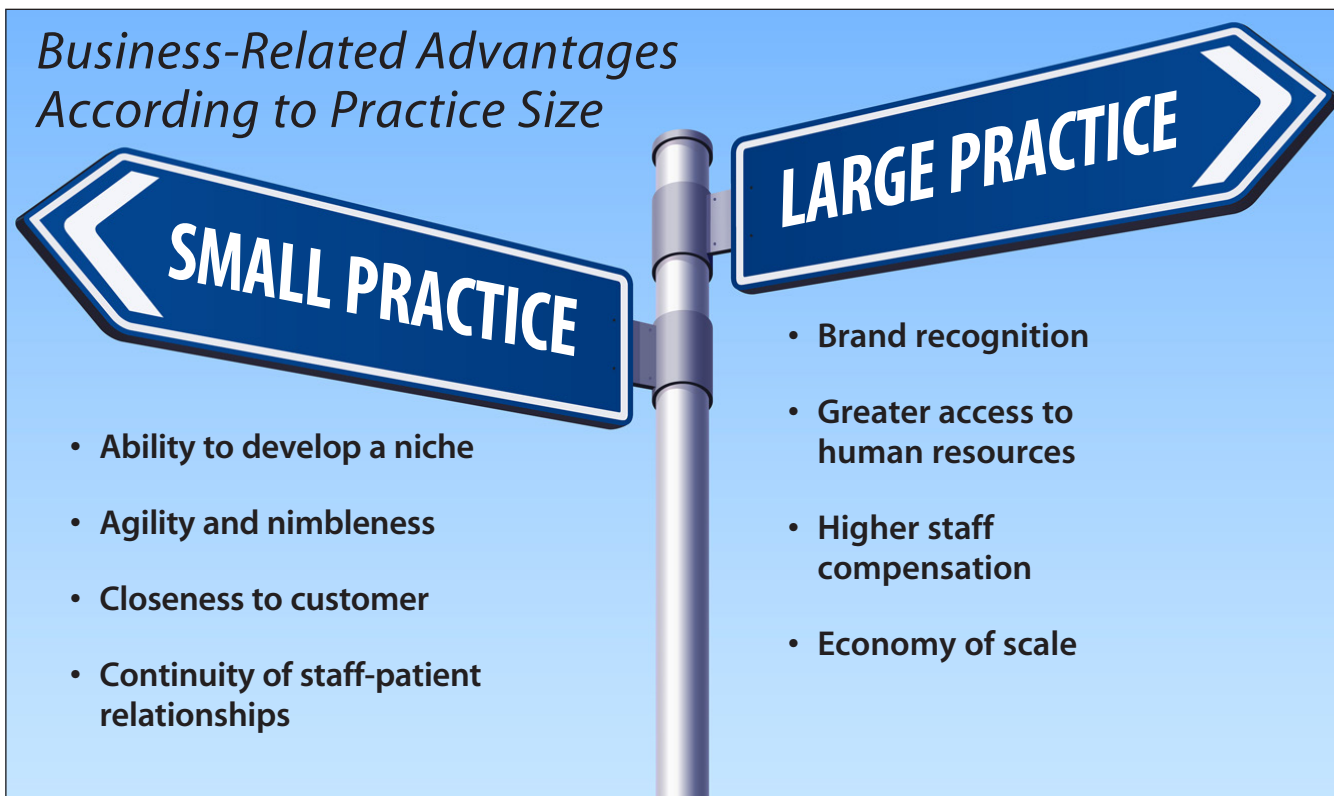 Business-Related Advantages
According to Practice Size
SMALL PRACTICE
• Ability to develop a niche
• Agility and nimbleness
• Closeness to customer
• Continuity of staff-patient
relationships
LARGE PRACTICE
• Brand recognition
• Greater access to
human resources
• Higher staff
compensation
• Economy of scale